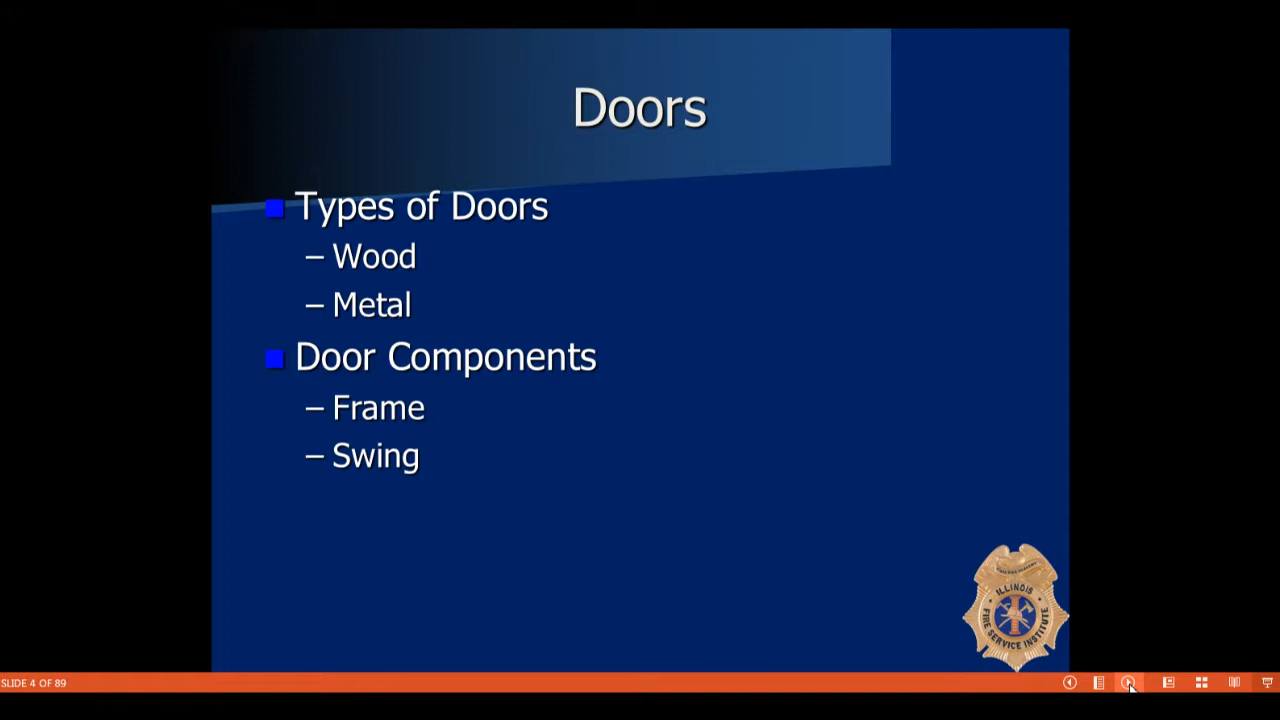 Doors
Types of Doors
– Wood
– Metal
Door Components
– Frame
– Swing
ILLINOIS
FIRE SERVICE INSTITUTE
SLIDE 4 OF 89